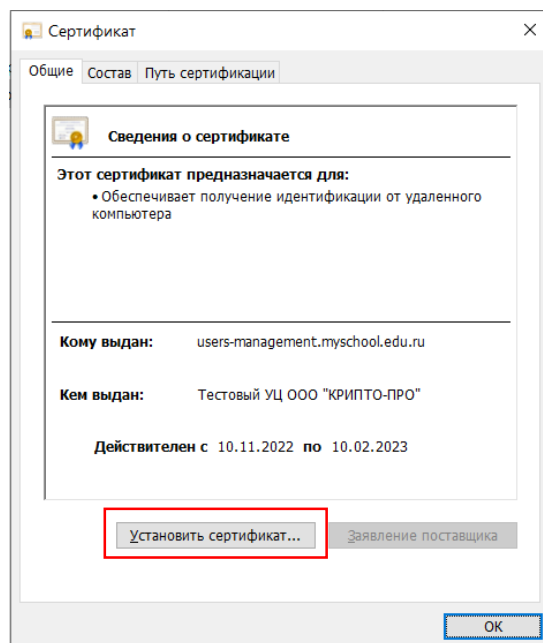 Сертификат
Общие Состав Путь сертификации
Сведения о сертификате
Этот сертификат предназначается для:
• Обеспечивает получение идентификации от удаленного
компьютера
Кому выдан: users-management.myschool.edu.ru
Кем выдан: Тестовый УЦ ООО "КРИПТО-ПРО"
Действителен с 10.11.2022 по 10.02.2023
Установить сертификат... Заявление поставщика
ОК